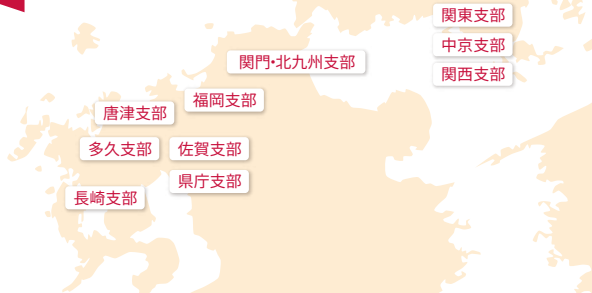 関東支部
中京支部
関西支部
関門・北九州支部
福岡支部
唐津支部
多久支部
佐賀支部
県庁支部
長崎支部